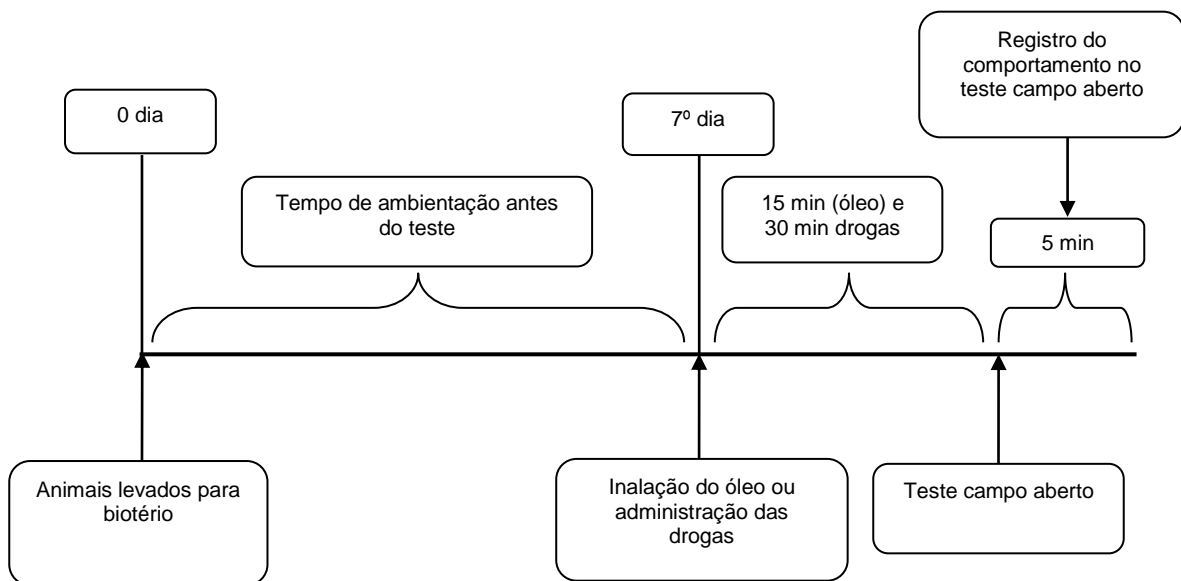 Registro do
comportamento no
teste campo aberto
0 dia
7º dia
Tempo de ambientação antes
do teste
15 min (óleo) e
30 min drogas
5 min
Animais levados para
biotério
Inalação do óleo ou
administração das
drogas
Teste campo aberto